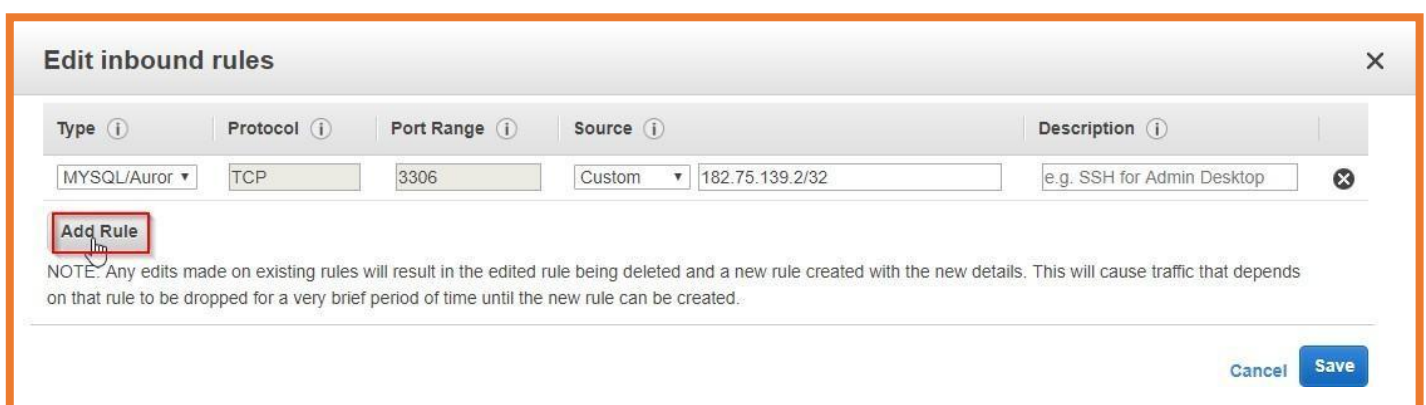 Edit inbound rules
Type Protocol Port Range Source Description
MYSQL/Auror TCP 3306 Custom 182.75.139.2/32 e.g. SSH for Admin Desktop
Add Rule
NOTE: Any edits made on existing rules will result in the edited rule being deleted and a new rule created with the new details. This will cause traffic that depends
on that rule to be dropped for a very brief period of time until the new rule can be created.
Cancel Save